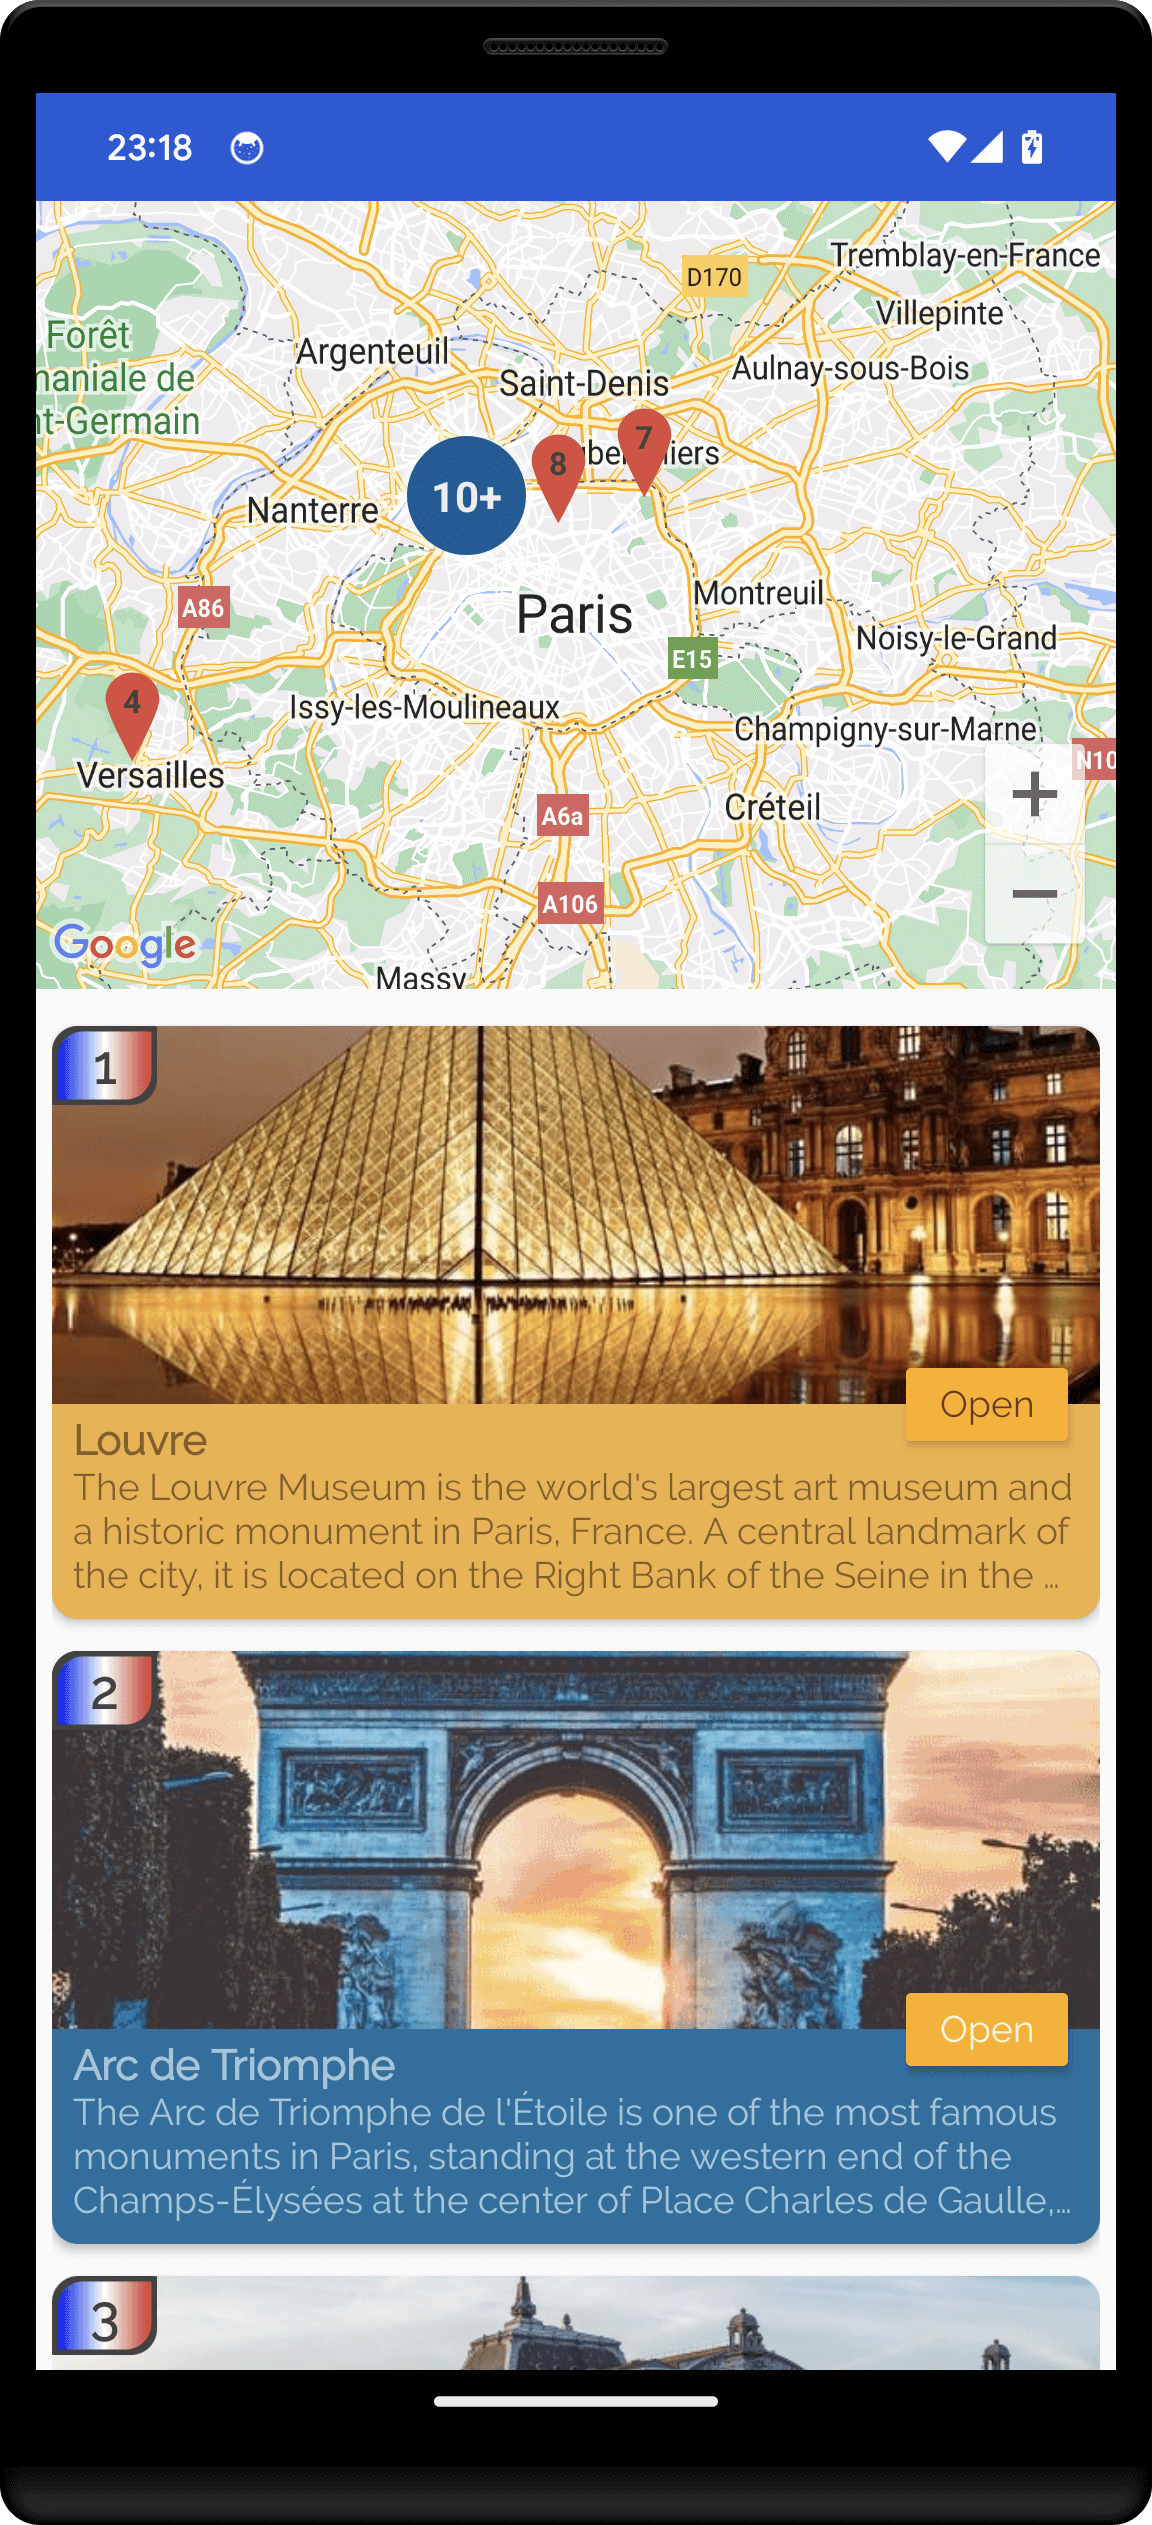 23:18
D170
Tremblay-en-France
Villepinte
Forêt
naniale de
nt-Germain
Argenteuil
Saint-Denis
Aulnay-sous-Bois
7
8
10+
Nanterre
Paris
Montreuil
A86
Noisy-le-Grand
E15
4
Issy-les-Moulineaux
Champigny-sur-Marne
Versailles
N10
+
Créteil
A6a
−
A106
Google
Massy
1
Open
Louvre
The Louvre Museum is the world's largest art museum and
a historic monument in Paris, France. A central landmark of
the city, it is located on the Right Bank of the Seine in the ...
2
Open
Arc de Triomphe
The Arc de Triomphe de l'Étoile is one of the most famous
monuments in Paris, standing at the western end of the
Champs-Élysées at the center of Place Charles de Gaulle,...
3